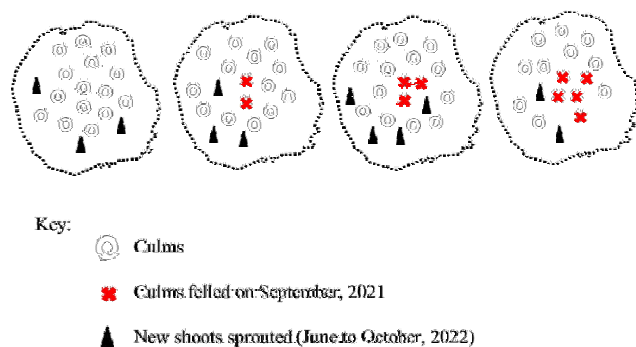 Key:
Culms
Culms felled on September, 2021
New shoots sprouted (June to October, 2022)